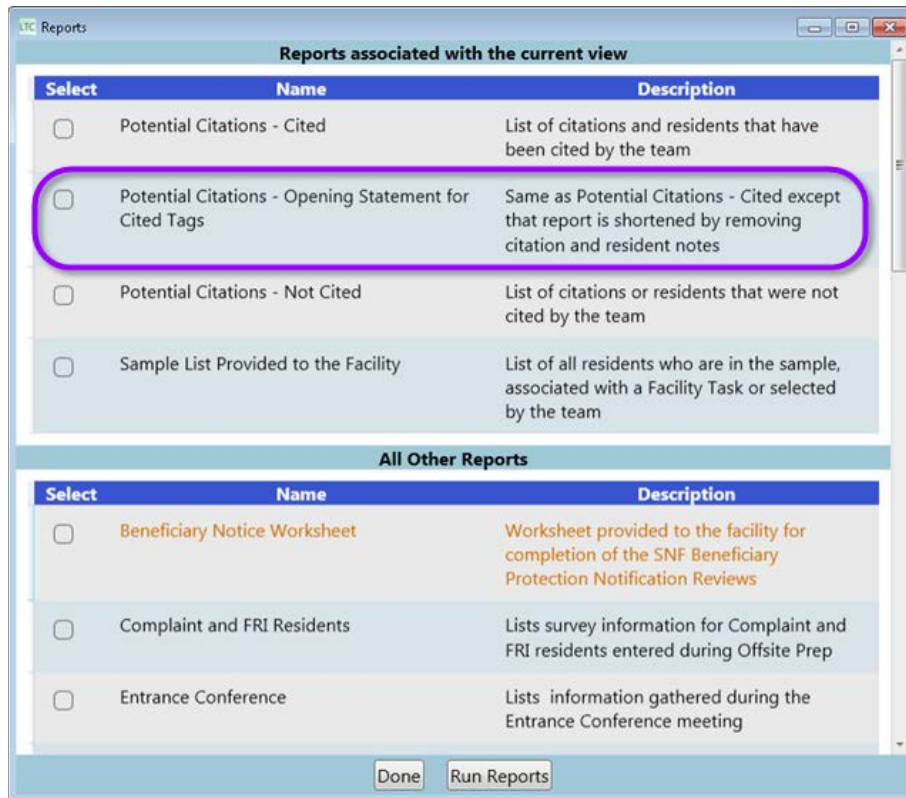 LTC Reports
Reports associated with the current view
Select Name Description
Potential Citations - Cited List of citations and residents that have
been cited by the team
Potential Citations - Opening Statement for Same as Potential Citations - Cited except
Cited Tags that report is shortened by removing
citation and resident notes
Potential Citations - Not Cited List of citations or residents that were not
cited by the team
Sample List Provided to the Facility List of all residents who are in the sample,
associated with a Facility Task or selected
by the team
All Other Reports
Select Name Description
Beneficiary Notice Worksheet Worksheet provided to the facility for
completion of the SNF Beneficiary
Protection Notification Reviews
Complaint and FRI Residents Lists survey information for Complaint and
FRI residents entered during Offsite Prep
Entrance Conference Lists information gathered during the
Entrance Conference meeting
Done Run Reports